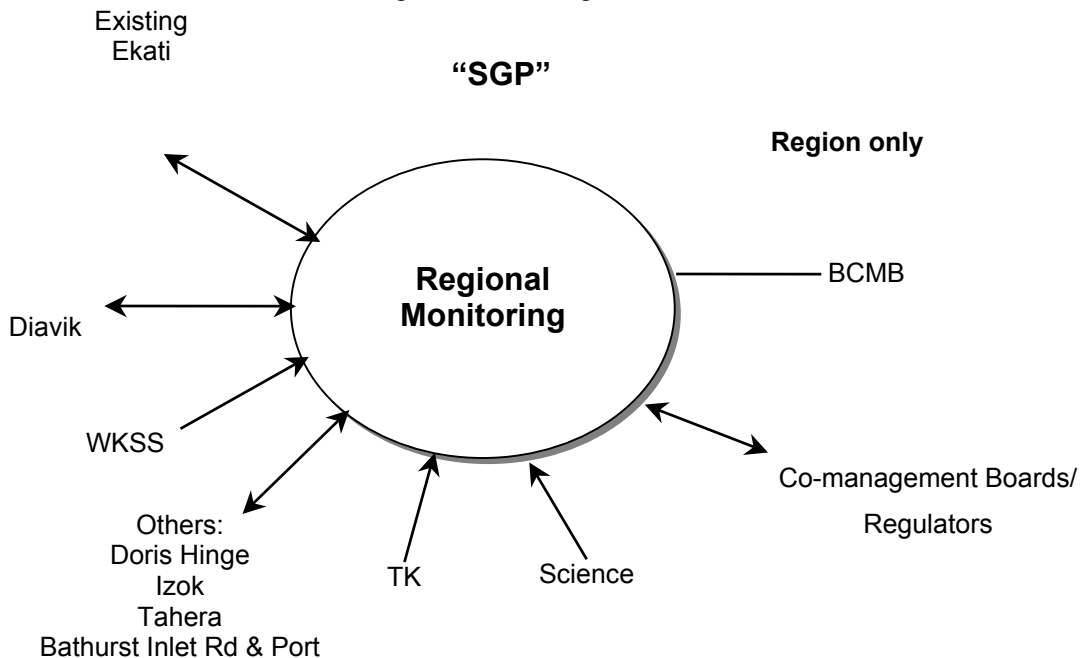 Existing
Ekati
“SGP”
Region only
Regional
Monitoring
BCMB
Diavik
WKSS
Co-management Boards/
Regulators
Others:
Doris Hinge
Izok
Tahera
Bathurst Inlet Rd & Port
TK
Science